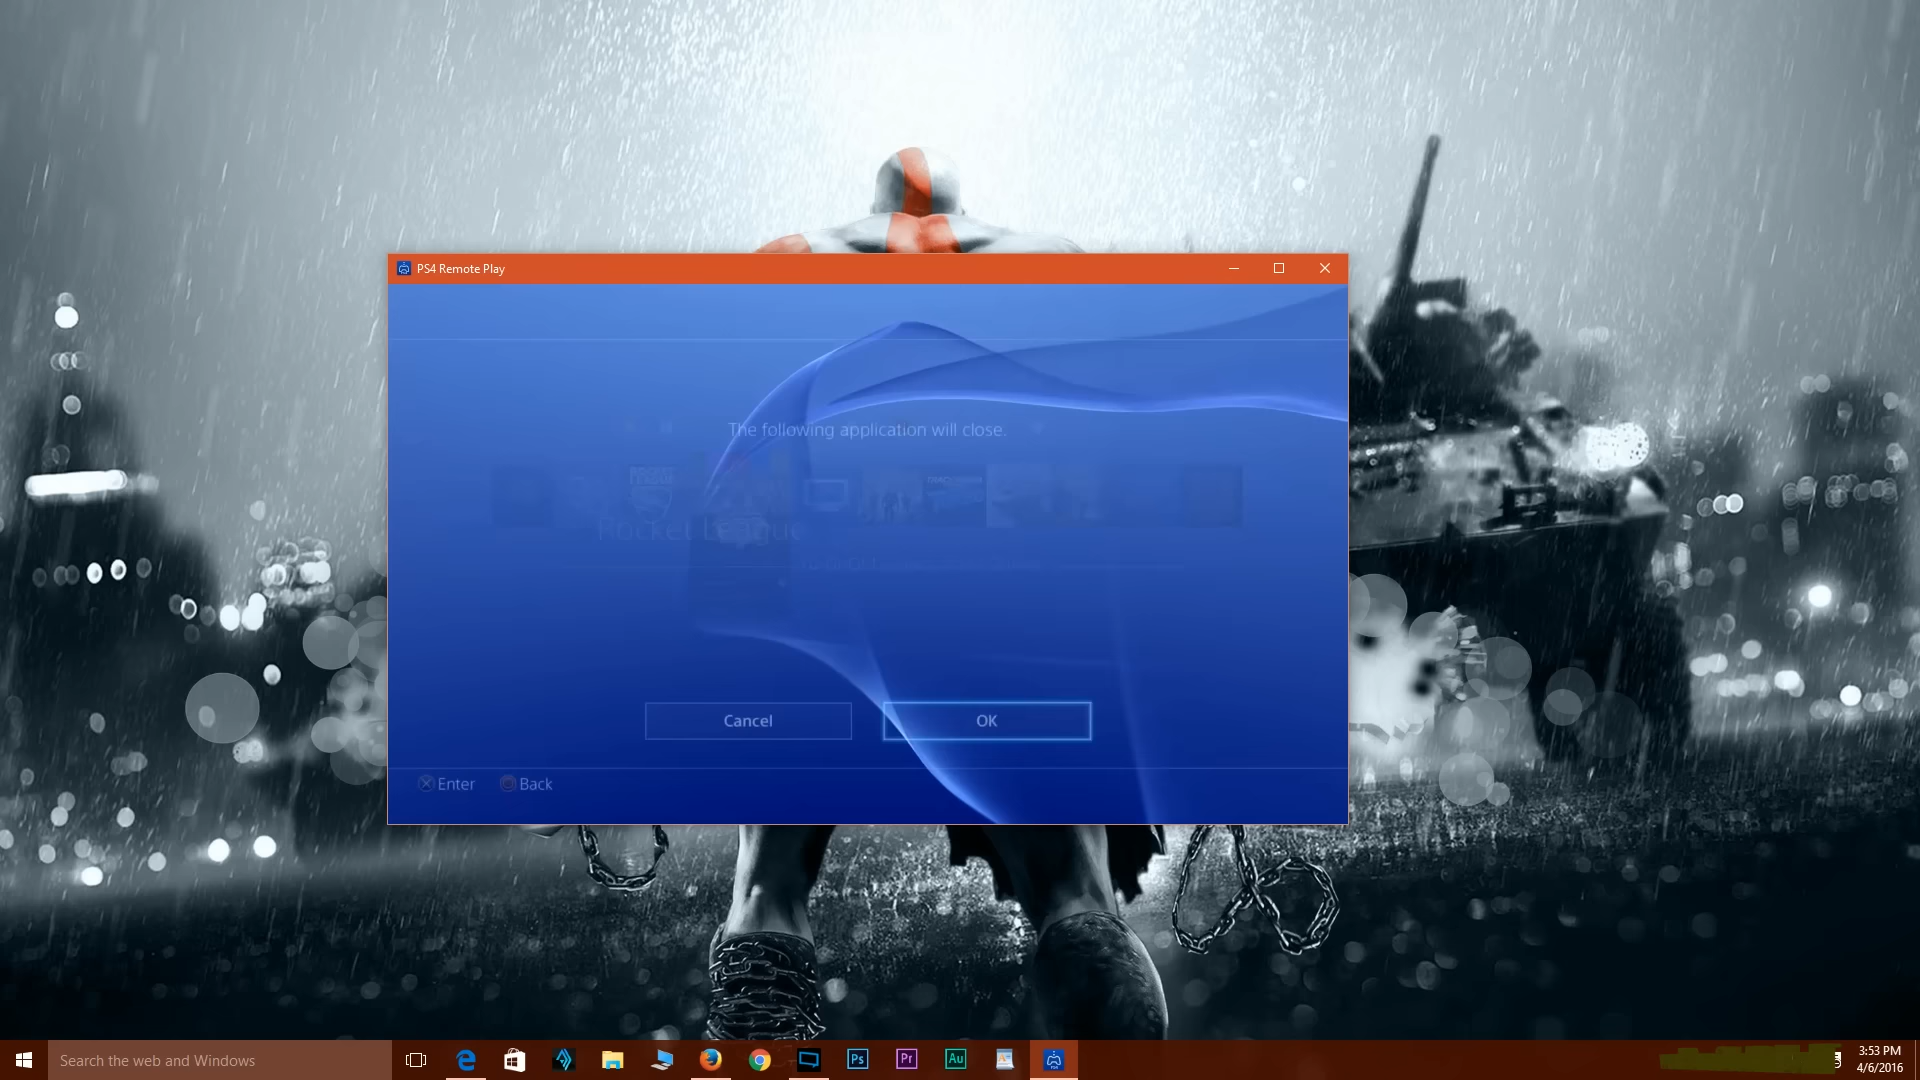 PS4 Remote Play
The following application will close.
Rocket League
Cancel
OK
Enter
Back
Search the web and Windows
Ps
Pr
Au
3:53 PM
4/6/2016